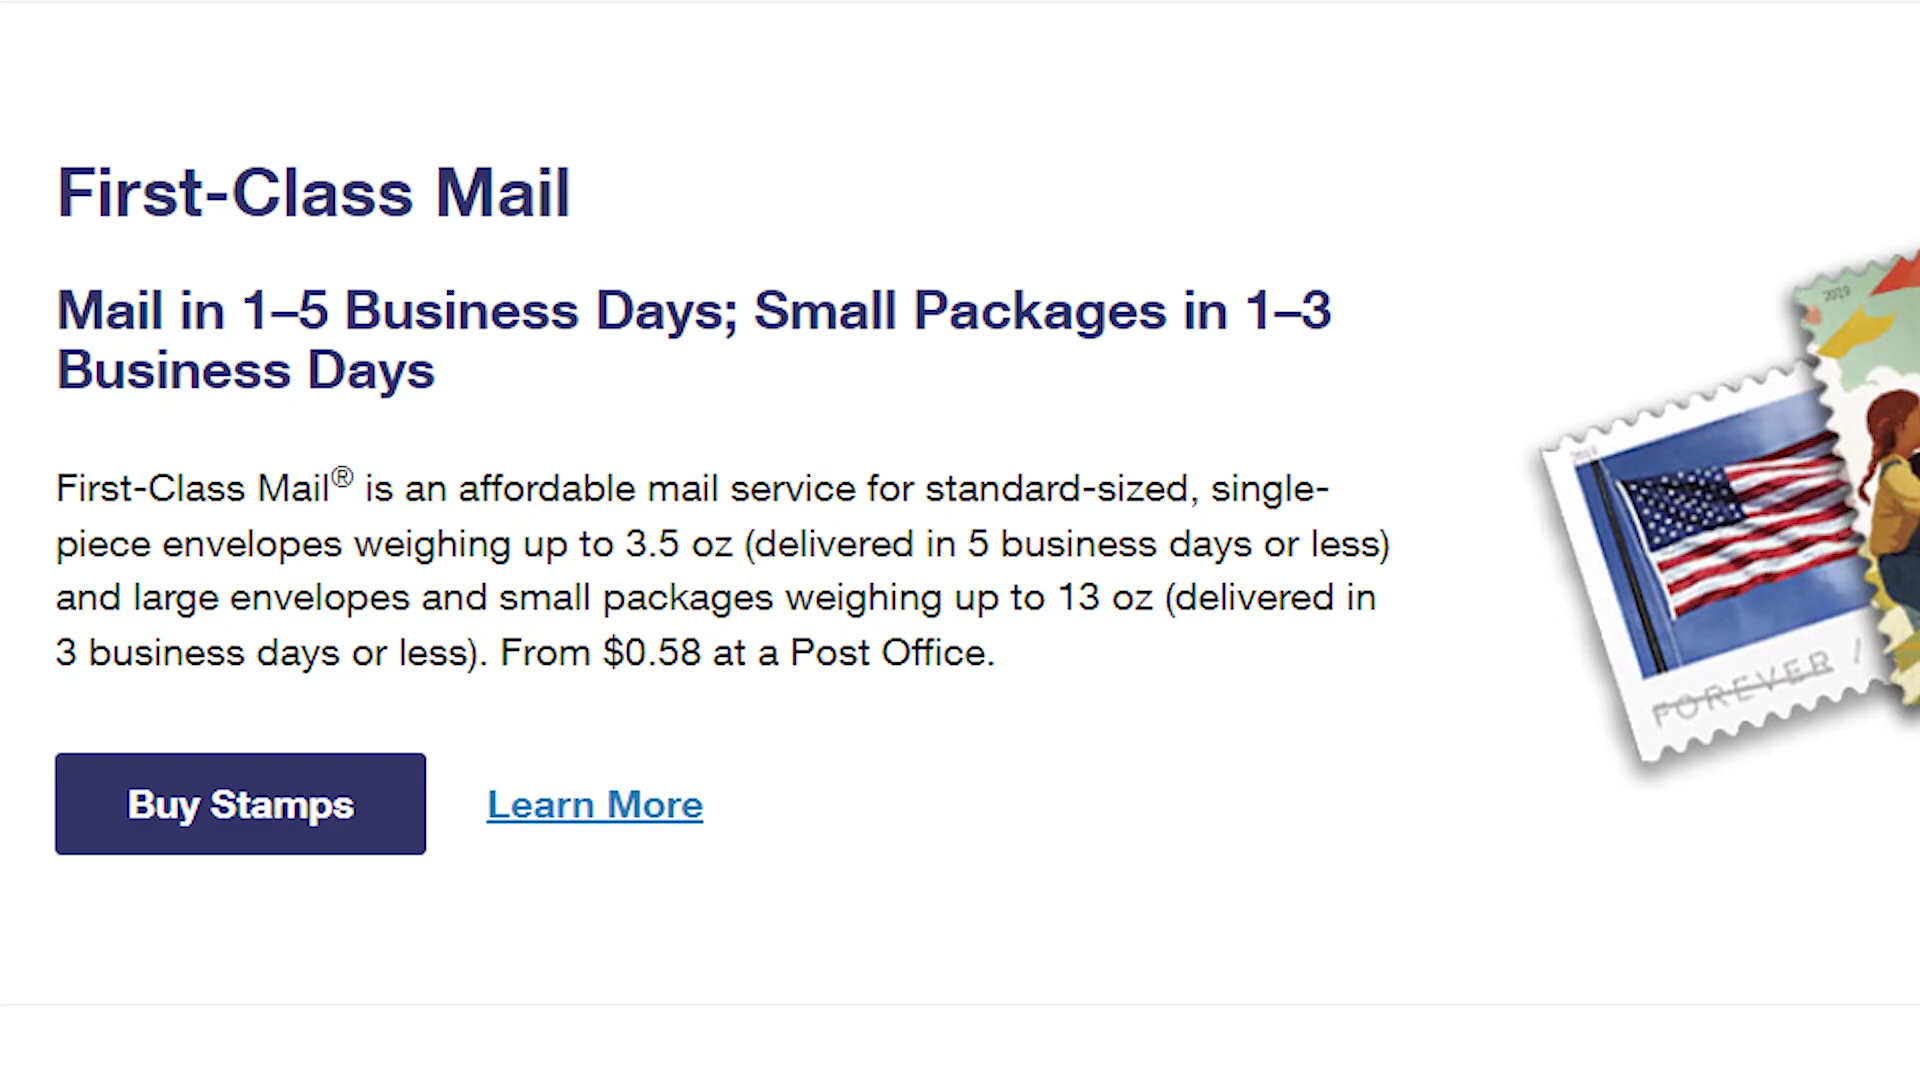 First-Class Mail
Mail in 1–5 Business Days; Small Packages in 1–3
Business Days
First-Class Mail® is an affordable mail service for standard-sized, single-
piece envelopes weighing up to 3.5 oz (delivered in 5 business days or less)
and large envelopes and small packages weighing up to 13 oz (delivered in
3 business days or less). From $0.58 at a Post Office.
Buy Stamps
Learn More
2019
FOREVER /